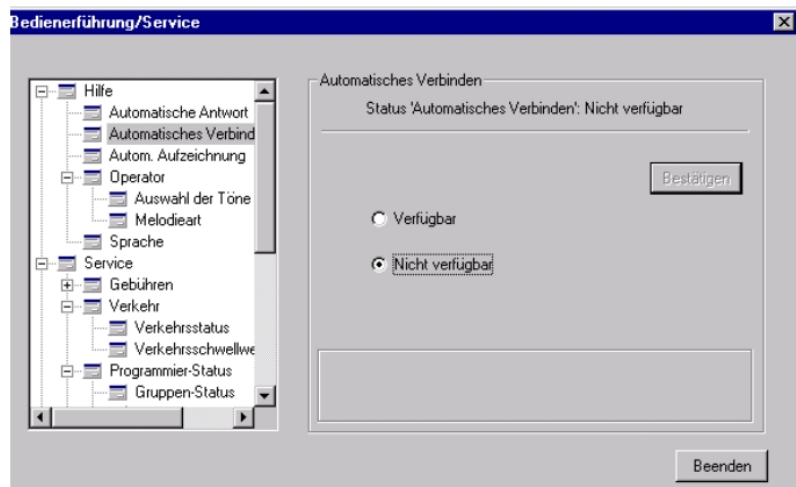 Bedienerführung/Service
Hilfe
Automatische Antwort
Automatisches Verbind
Autom. Aufzeichnung
Operator
Auswahl der Töne
Melodieart
Sprache
Service
Gebühren
Verkehr
Verkehrsstatus
Verkehrsschwellwe
Programmier-Status
Gruppen-Status
Automatisches Verbinden
Status 'Automatisches Verbinden': Nicht verfügbar
Bestätigen
Verfügbar
Nicht verfügbar
Beenden